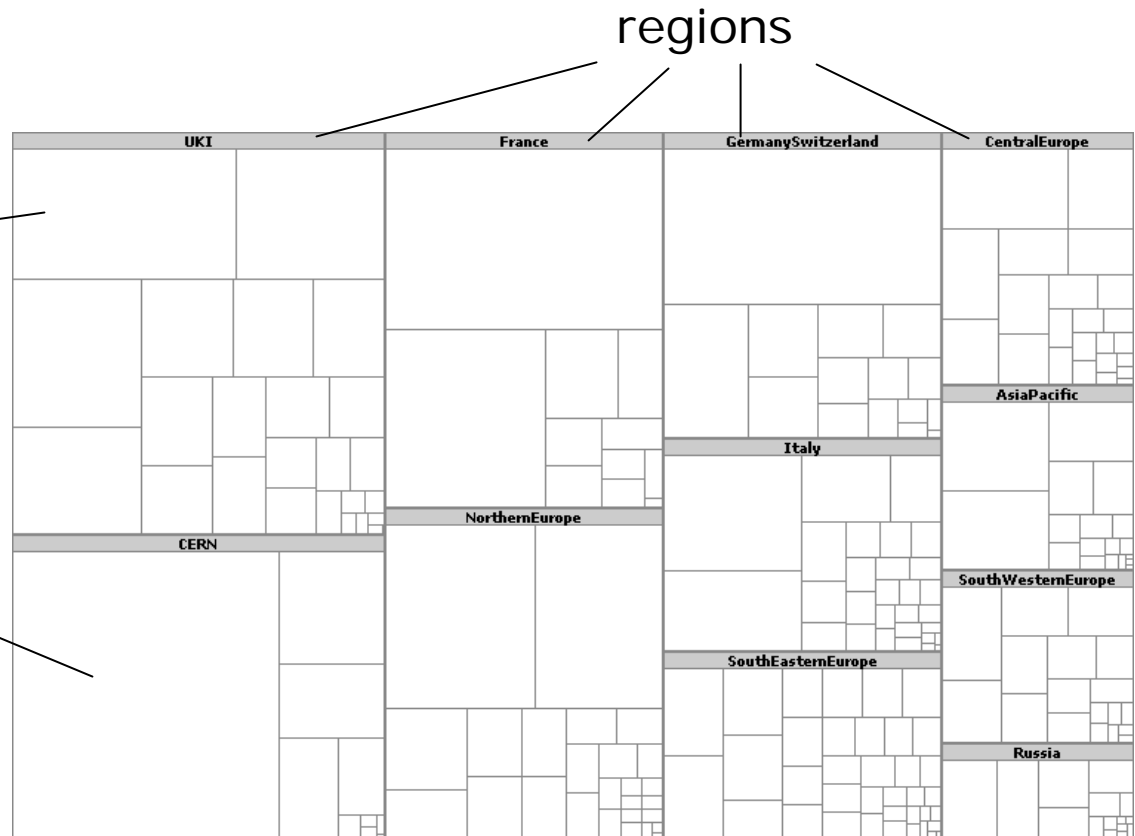 regions
UKI
France
GermanySwitzerland
CentralEurope
AsiaPacific
Italy
NorthernEurope
CERN
SouthWesternEurope
SouthEasternEurope
Russia